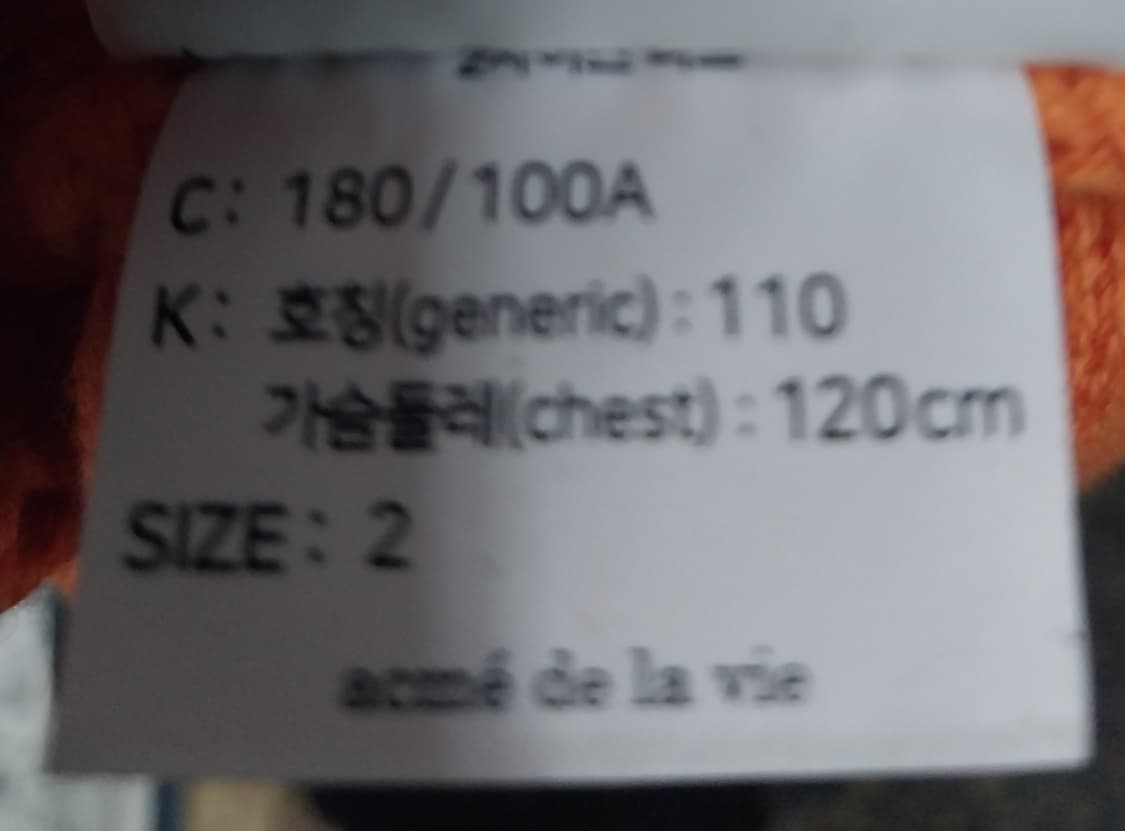 C: 180/100A
K: 호칭(generic) : 110
가슴둘레(chest) : 120cm
SIZE: 2
acmé de la vie